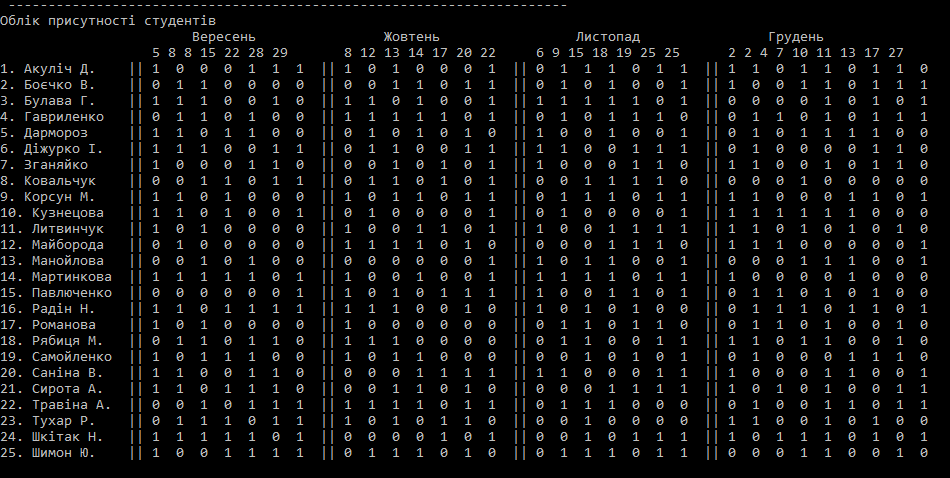 ----------------------------------------------------------------------
Облік присутності студентів
Вересень Жовтень Листопад Грудень
5 8 8 15 22 28 29 8 12 13 14 17 20 22 6 9 15 18 19 25 25 2 2 4 7 10 11 13 17 27
1. Акуліч Д. || 1 0 0 0 1 1 1 || 1 0 1 0 0 0 1 || 0 1 1 1 0 1 1 || 1 1 0 1 1 0 1 1 0
2. Боєчко В. || 0 1 1 0 0 0 0 || 0 0 1 1 0 1 1 || 0 1 0 1 1 0 1 || 1 0 0 0 1 0 1 1 1
3. Булава Г. || 1 1 1 0 0 1 0 || 1 1 0 1 0 0 1 || 1 1 1 1 1 0 1 || 0 1 0 1 1 0 0 0 1
4. Гавриленко || 0 1 1 0 1 0 0 || 1 1 1 1 1 0 1 || 0 1 0 1 1 1 0 || 0 1 1 0 1 0 1 1 1
5. Дармороз || 1 1 0 1 1 0 0 || 0 1 0 1 0 1 0 || 1 0 0 1 0 0 1 || 0 1 0 1 1 1 1 0 0
6. Діжурко І. || 1 1 1 0 0 1 0 || 0 1 1 1 0 0 1 || 1 1 1 0 0 0 1 || 1 1 0 0 0 0 0 1 0
7. Зганяйко || 1 0 0 0 1 1 0 || 0 0 1 0 1 0 1 || 1 0 0 1 1 1 0 || 1 0 0 1 0 0 1 1 0
8. Ковальчук || 0 0 1 1 0 1 1 || 0 1 1 0 1 0 1 || 0 0 1 1 1 1 0 || 0 0 0 1 0 0 0 0 0
9. Корсун М. || 1 1 0 1 0 0 0 || 1 1 0 1 1 0 0 || 1 0 1 1 0 0 1 || 1 1 0 0 0 1 1 0 1
10. Кузнецова || 1 1 0 1 0 0 1 || 0 1 0 0 0 0 1 || 1 0 1 0 0 0 1 || 1 1 1 1 1 1 0 0 0
11. Литвинчук || 1 0 0 1 0 0 1 || 1 0 1 1 1 0 1 || 0 1 0 1 1 1 1 || 1 0 0 0 1 1 0 1 0
12. Майборода || 0 1 0 0 0 0 0 || 1 1 1 1 0 1 0 || 0 0 0 1 1 1 0 || 1 1 1 0 1 1 0 1 1
13. Манойлова || 0 0 1 0 1 0 0 || 0 0 0 0 1 0 1 || 1 1 1 1 0 1 1 || 1 0 1 1 1 0 1 0 1
14. Мартинкова || 1 1 1 1 1 0 1 || 1 0 1 0 0 1 1 || 1 1 1 0 1 1 0 || 1 1 0 0 0 0 0 1 0
15. Павлюченко || 0 0 0 0 0 0 1 || 1 0 1 0 1 1 1 || 1 0 0 1 1 0 1 || 0 1 1 0 1 0 1 0 1
16. Радін Н. || 1 1 0 1 1 1 1 || 1 0 1 1 0 0 1 || 1 0 1 0 1 0 0 || 0 1 1 1 0 1 0 0 1
17. Романова || 1 0 1 0 0 0 0 || 1 1 0 0 0 0 0 || 0 1 1 0 1 0 1 || 0 1 1 0 1 1 1 0 1
18. Рябиця М. || 0 1 1 0 1 1 0 || 1 1 1 0 0 0 0 || 1 1 0 1 1 1 0 || 0 1 1 1 1 0 1 1 1
19. Самойленко || 0 1 0 1 1 1 0 || 0 1 1 1 0 0 0 || 1 1 0 1 0 1 0 1 || 0 1 0 0 0 1 1 1 0
20. Саніна В. || 1 1 0 0 1 1 0 || 0 0 0 1 1 1 1 || 1 1 0 0 0 1 1 || 0 0 0 0 1 0 1 1 1
21. Сирота А. || 1 1 0 1 1 1 0 || 0 0 1 1 0 1 0 || 0 0 0 1 1 1 1 || 1 0 1 0 1 0 0 1 1
22. Травіна А. || 0 0 1 0 1 1 1 || 1 1 1 1 0 1 1 || 0 1 1 1 0 0 0 || 0 1 0 0 1 1 0 1 1
23. Тухар Р. || 0 1 1 1 0 1 1 || 1 0 1 0 1 1 0 || 1 1 1 1 0 1 0 || 1 1 0 0 0 1 0 0 1
24. Шкітак Н. || 1 1 1 1 1 0 1 || 0 0 0 0 1 0 1 || 1 0 0 0 1 1 1 || 1 0 1 1 1 1 0 1 0
25. Шимон Ю. || 1 0 0 1 1 1 1 || 0 1 1 1 0 1 0 || 0 1 1 1 0 1 1 || 0 0 0 1 1 0 0 1 0